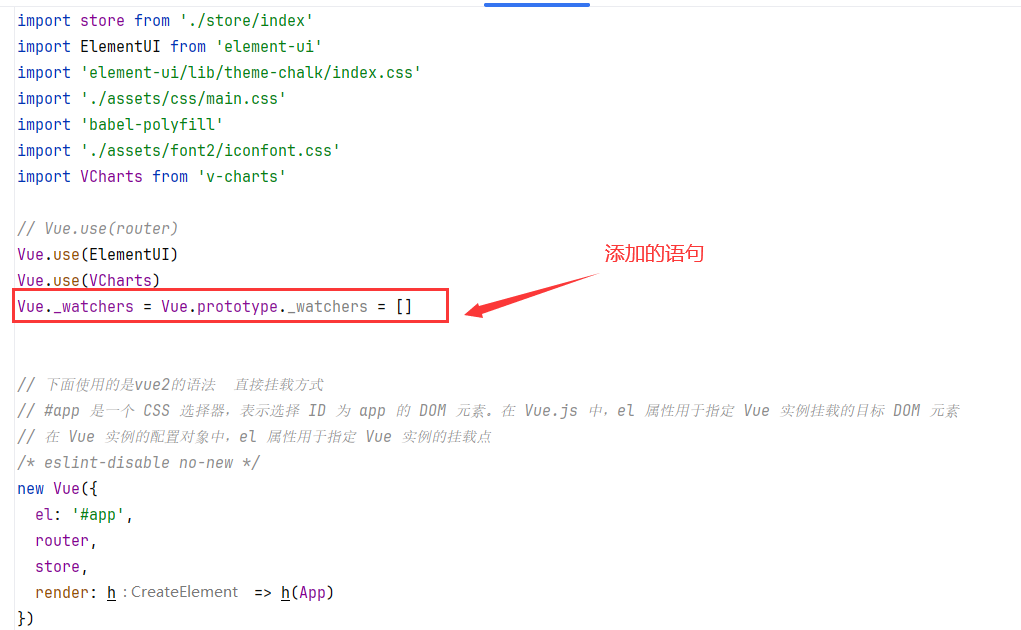 import store from './store/index'
import ElementUI from 'element-ui'
import 'element-ui/lib/theme-chalk/index.css'
import './assets/css/main.css'
import 'babel-polyfill'
import './assets/font2/iconfont.css'
import VCharts from 'v-charts'
// Vue.use(router)
Vue.use(ElementUI)
添加的语句
Vue.use(VCharts)
Vue._watchers = Vue.prototype._watchers = []
// 下面使用的是vue2的语法  直接挂载方式
// #app 是一个 CSS 选择器，表示选择 ID 为 app 的 DOM 元素。在 Vue.js 中，el 属性用于指定 Vue 实例挂载的目标 DOM 元素
// 在 Vue 实例的配置对象中，el 属性用于指定 Vue 实例的挂载点
/* eslint-disable no-new */
new Vue({
  el: '#app',
  router,
  store,
  render: h : CreateElement => h(App)
})